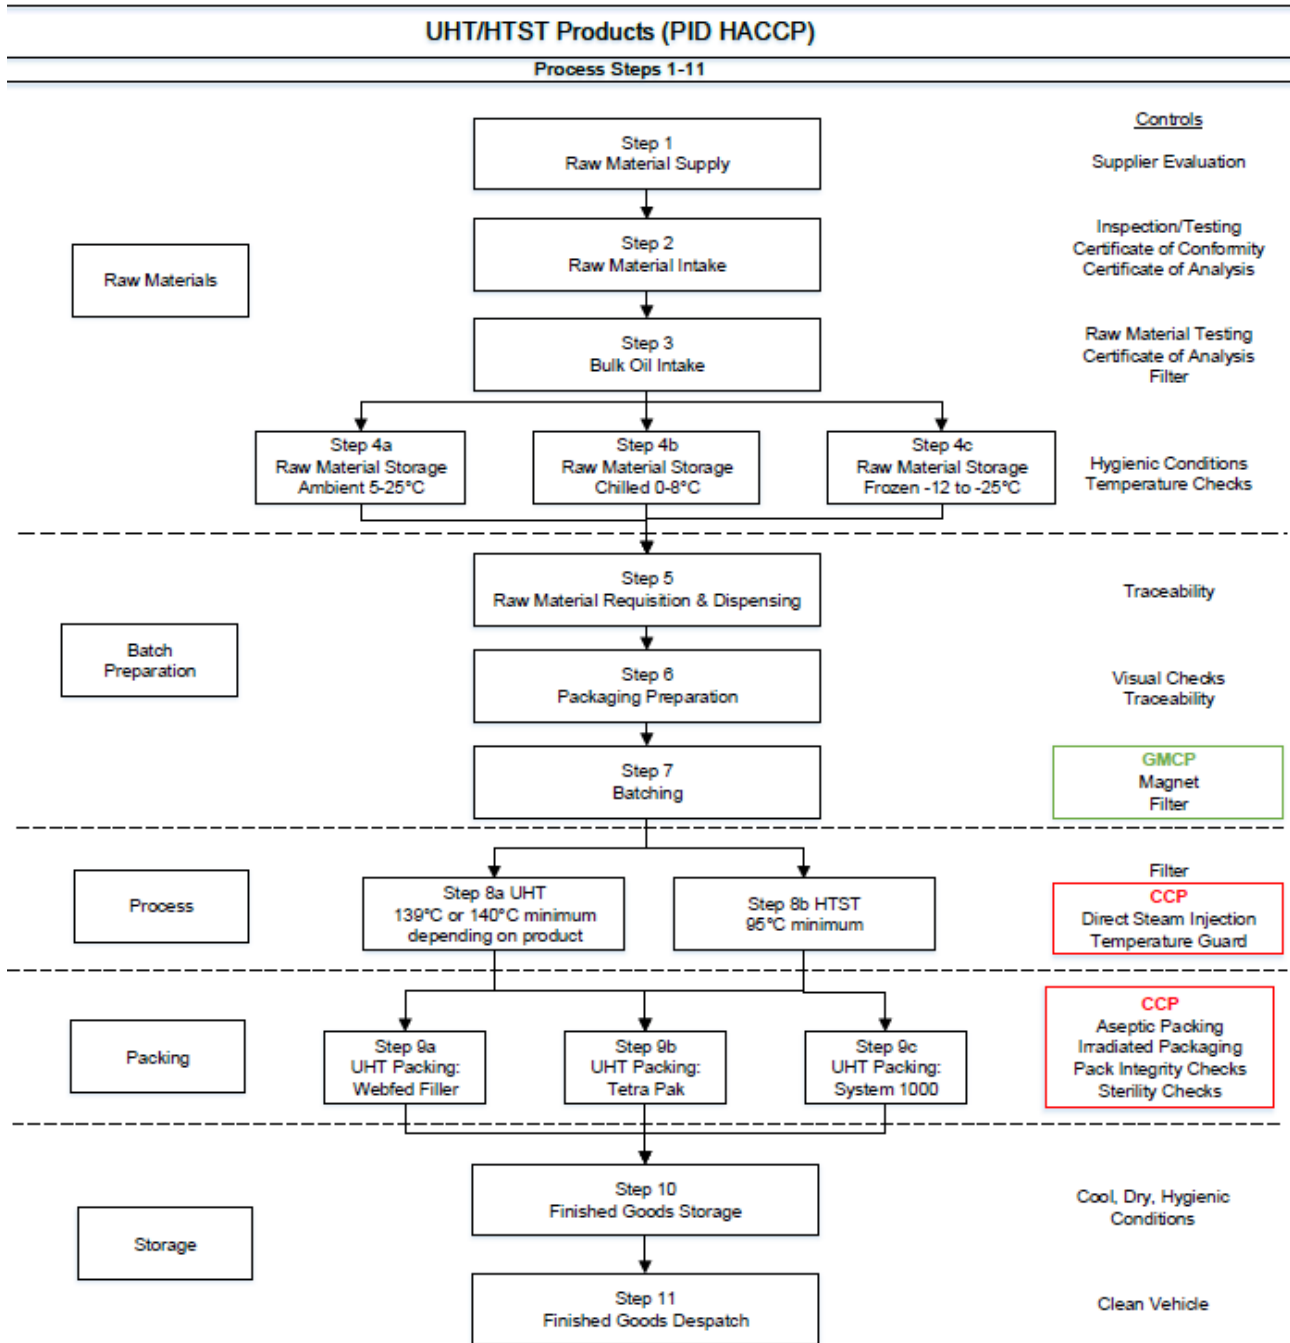 UHT/HTST Products (PID HACCP)
Process Steps 1-11
Controls
Step 1
Raw Material Supply
Supplier Evaluation
Raw Materials
Step 2
Raw Material Intake
Inspection/Testing
Certificate of Conformity
Certificate of Analysis
Step 3
Bulk Oil Intake
Raw Material Testing
Certificate of Analysis
Filter
Step 4a
Raw Material Storage
Ambient 5-25°C
Step 4b
Raw Material Storage
Chilled 0-8°C
Step 4c
Raw Material Storage
Frozen -12 to -25°C
Hygienic Conditions
Temperature Checks
Batch
Preparation
Step 5
Raw Material Requisition & Dispensing
Traceability
Step 6
Packaging Preparation
Visual Checks
Traceability
Step 7
Batching
GMCP
Magnet
Filter
Process
Step 8a UHT
139°C or 140°C minimum
depending on product
Step 8b HTST
95°C minimum
Filter
CCP
Direct Steam Injection
Temperature Guard
Packing
Step 9a
UHT Packing:
Webfed Filler
Step 9b
UHT Packing:
Tetra Pak
Step 9c
UHT Packing:
System 1000
CCP
Aseptic Packing
Irradiated Packaging
Pack Integrity Checks
Sterility Checks
Storage
Step 10
Finished Goods Storage
Cool, Dry, Hygienic
Conditions
Step 11
Finished Goods Despatch
Clean Vehicle